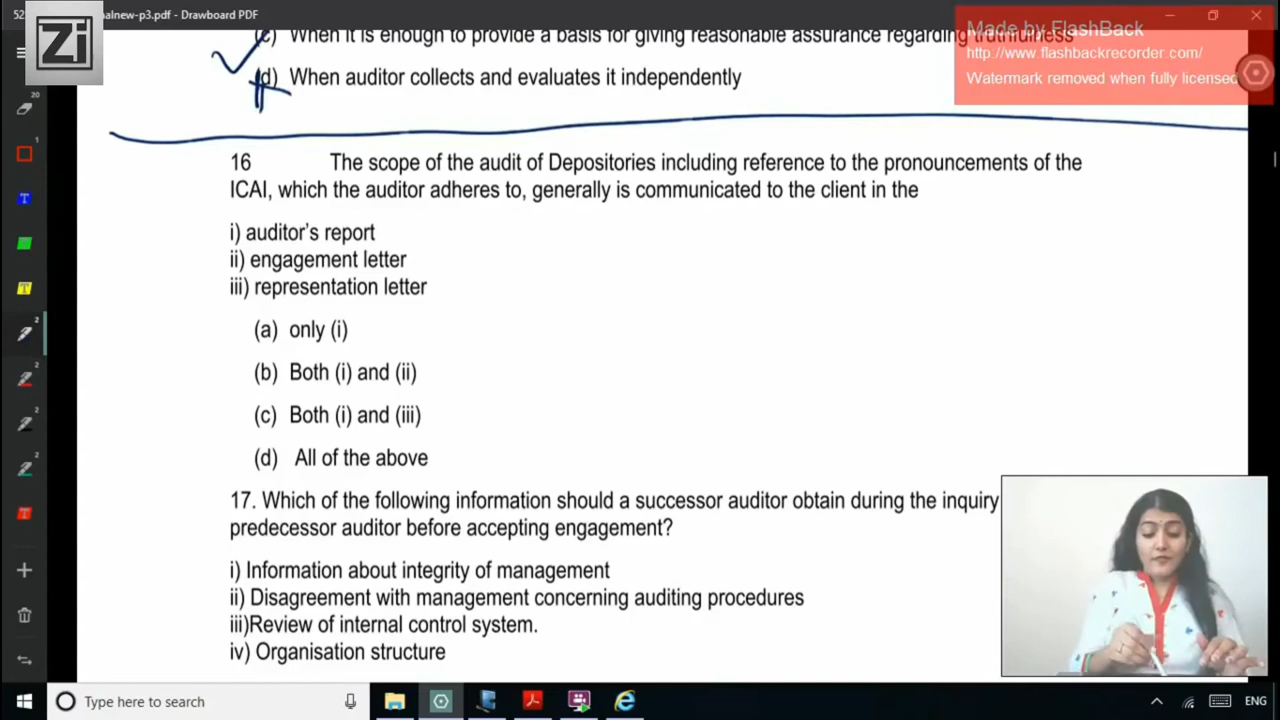 52
alnew-p3.pdf - Drawboard PDF
Zi
Made by FlashBack
http://www.flashbackrecorder.com/
Watermark removed when fully licensed
(c) When it is enough to provide a basis for giving reasonable assurance regarding truthfulness
(d) When auditor collects and evaluates it independently
16 The scope of the audit of Depositories including reference to the pronouncements of the
ICAI, which the auditor adheres to, generally is communicated to the client in the
i) auditor's report
ii) engagement letter
iii) representation letter
(a) only (i)
(b) Both (i) and (ii)
(c) Both (i) and (iii)
(d) All of the above
17. Which of the following information should a successor auditor obtain during the inquiry
predecessor auditor before accepting engagement?
i) Information about integrity of management
ii) Disagreement with management concerning auditing procedures
iii)Review of internal control system.
iv) Organisation structure
Type here to search
ENG